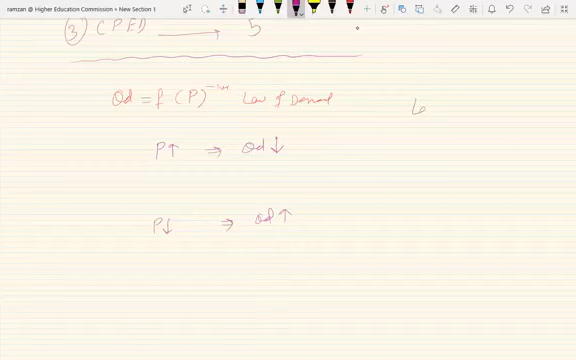 ramzan @ Higher Education Commission » New Section 1
③ (PED → 5
Qd = f (P) Law of Demand
P↑ ⇒ Qd ↓
P↓ ⇒ Qd ↑